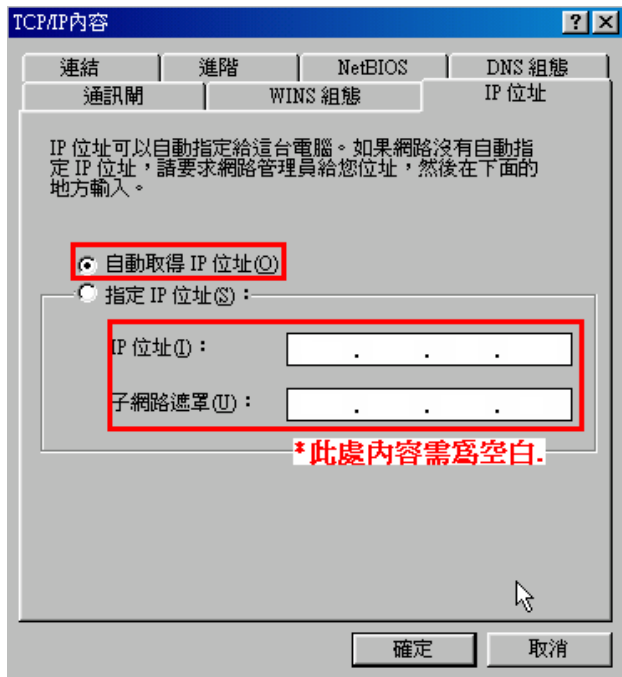 TCP/IP內容
連結 進階 NetBIOS DNS 組態
通訊閘 WINS 組態 IP 位址
IP 位址可以自動指定給這台電腦。如果網路沒有自動指
定 IP 位址，請要求網路管理員給您位址，然後在下面的
地方輸入。
自動取得 IP 位址(O)
指定 IP 位址(S)：
IP 位址(I)： . . .
子網路遮罩(U)： . . .
*此處內容需為空白.
確定 取消